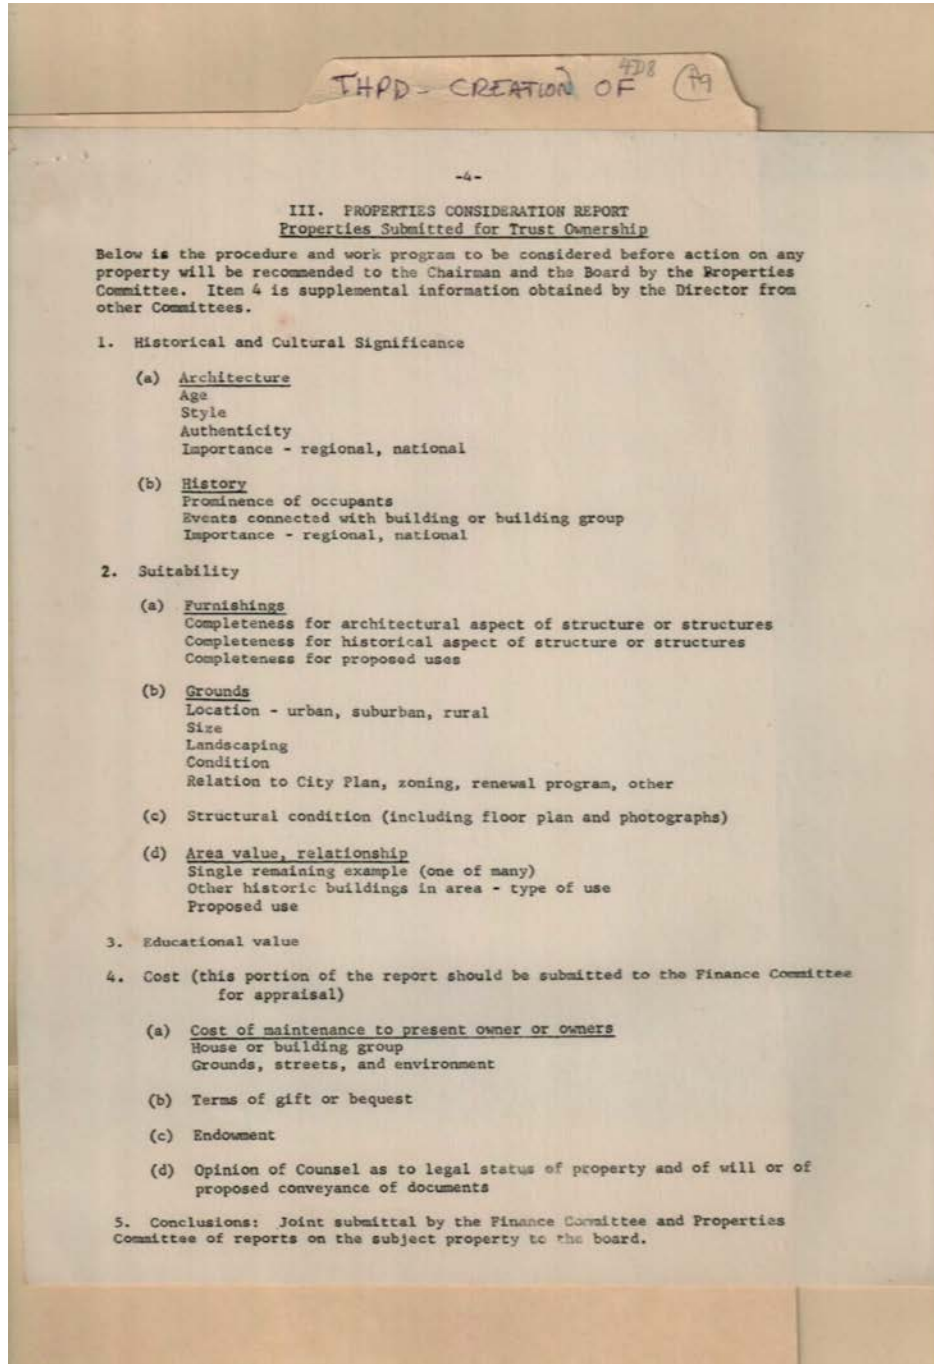 THPD - CREATION OF
4D8
79
-4-
III. PROPERTIES CONSIDERATION REPORT
Properties Submitted for Trust Ownership
Below is the procedure and work program to be considered before action on any
property will be recommended to the Chairman and the Board by the Properties
Committee. Item 4 is supplemental information obtained by the Director from
other Committees.
1. Historical and Cultural Significance
(a) Architecture
Age
Style
Authenticity
Importance - regional, national
(b) History
Prominence of occupants
Events connected with building or building group
Importance - regional, national
2. Suitability
(a) Furnishings
Completeness for architectural aspect of structure or structures
Completeness for historical aspect of structure or structures
Completeness for proposed uses
(b) Grounds
Location - urban, suburban, rural
Size
Landscaping
Condition
Relation to City Plan, zoning, renewal program, other
(c) Structural condition (including floor plan and photographs)
(d) Area value, relationship
Single remaining example (one of many)
Other historic buildings in area - type of use
Proposed use
3. Educational value
4. Cost (this portion of the report should be submitted to the Finance Committee
for appraisal)
(a) Cost of maintenance to present owner or owners
House or building group
Grounds, streets, and environment
(b) Terms of gift or bequest
(c) Endowment
(d) Opinion of Counsel as to legal status of property and of will or of
proposed conveyance of documents
5. Conclusions: Joint submittal by the Finance Committee and Properties
Committee of reports on the subject property to the board.